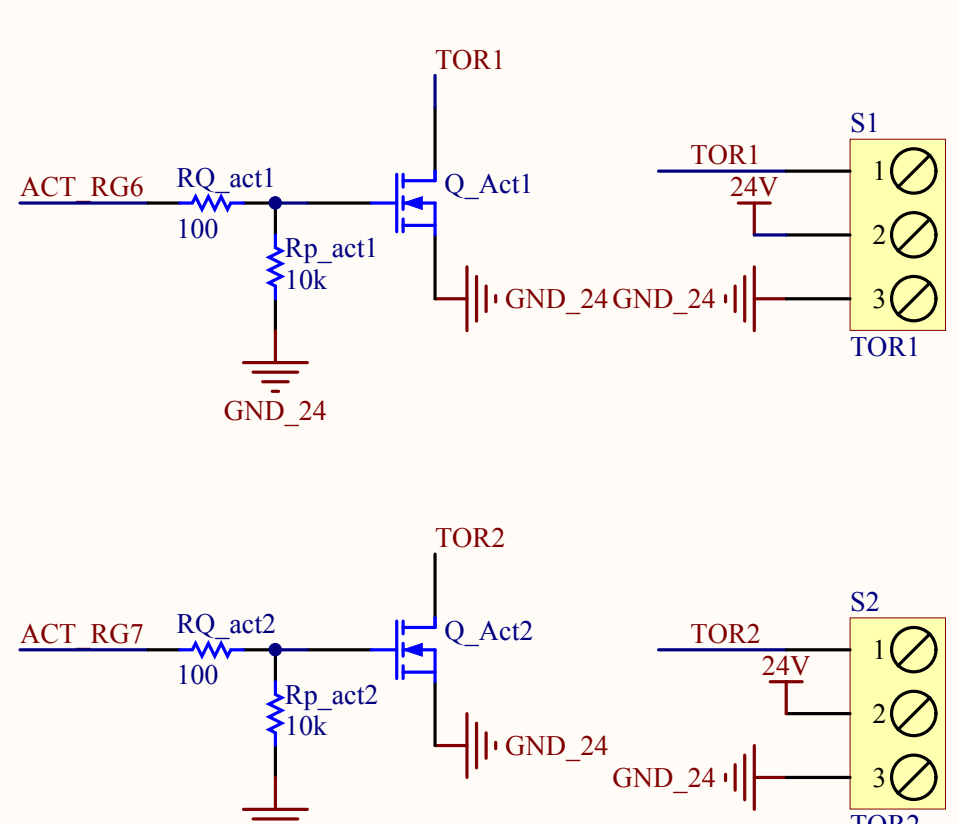 TOR1
S1
ACT_RG6
RQ_act1
Q_Act1
TOR1
1
24V
100
2
Rp_act1
10k
GND_24
GND_24
3
TOR1
GND_24
TOR2
S2
ACT_RG7
RQ_act2
Q_Act2
TOR2
1
24V
100
2
Rp_act2
10k
GND_24
GND_24
3
TOR2